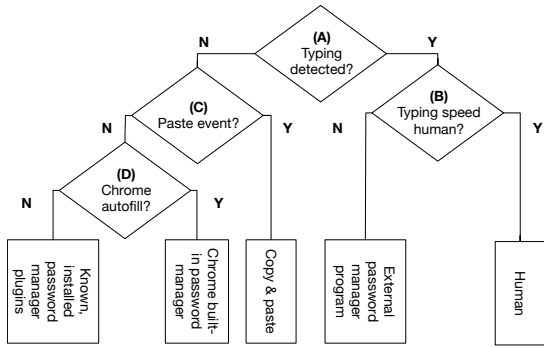 (A)
Typing
detected?
N
Y
(B)
Typing speed
human?
N
Y
(C)
Paste event?
N
Y
(D)
Chrome
autofill?
N
Y
Known,
installed
password
manager
plugins
Chrome built-
in password
manager
Copy & paste
External
password
manager
program
Human